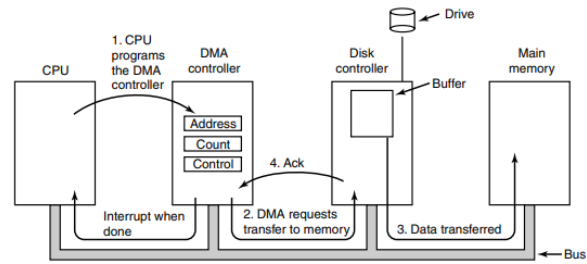 Drive
1. CPU
programs
the DMA
controller
CPU
DMA
controller
Disk
controller
Main
memory
Buffer
Address
Count
Control
4. Ack
Interrupt when
done
2. DMA requests
transfer to memory
3. Data transferred
Bus